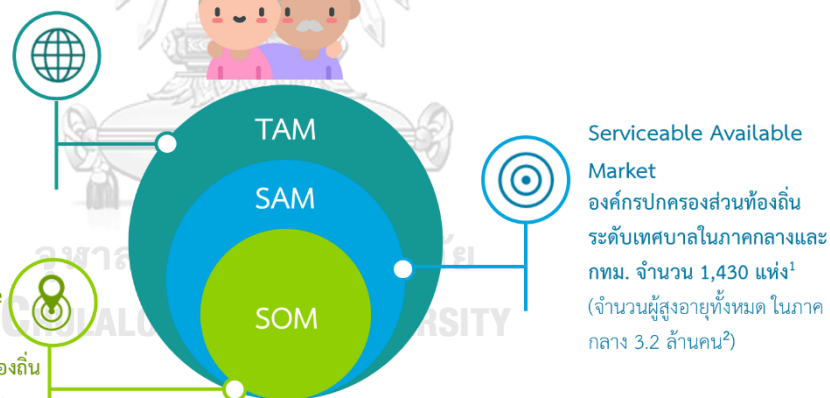 TAM
SAM
SOM
Serviceable Available
Market
องค์กรปกครองส่วนท้องถิ่น
ระดับเทศบาลในภาคกลางและ
กทม. จำนวน 1,430 แห่ง¹
(จำนวนผู้สูงอายุทั้งหมด ในภาค
กลาง 3.2 ล้านคน²)